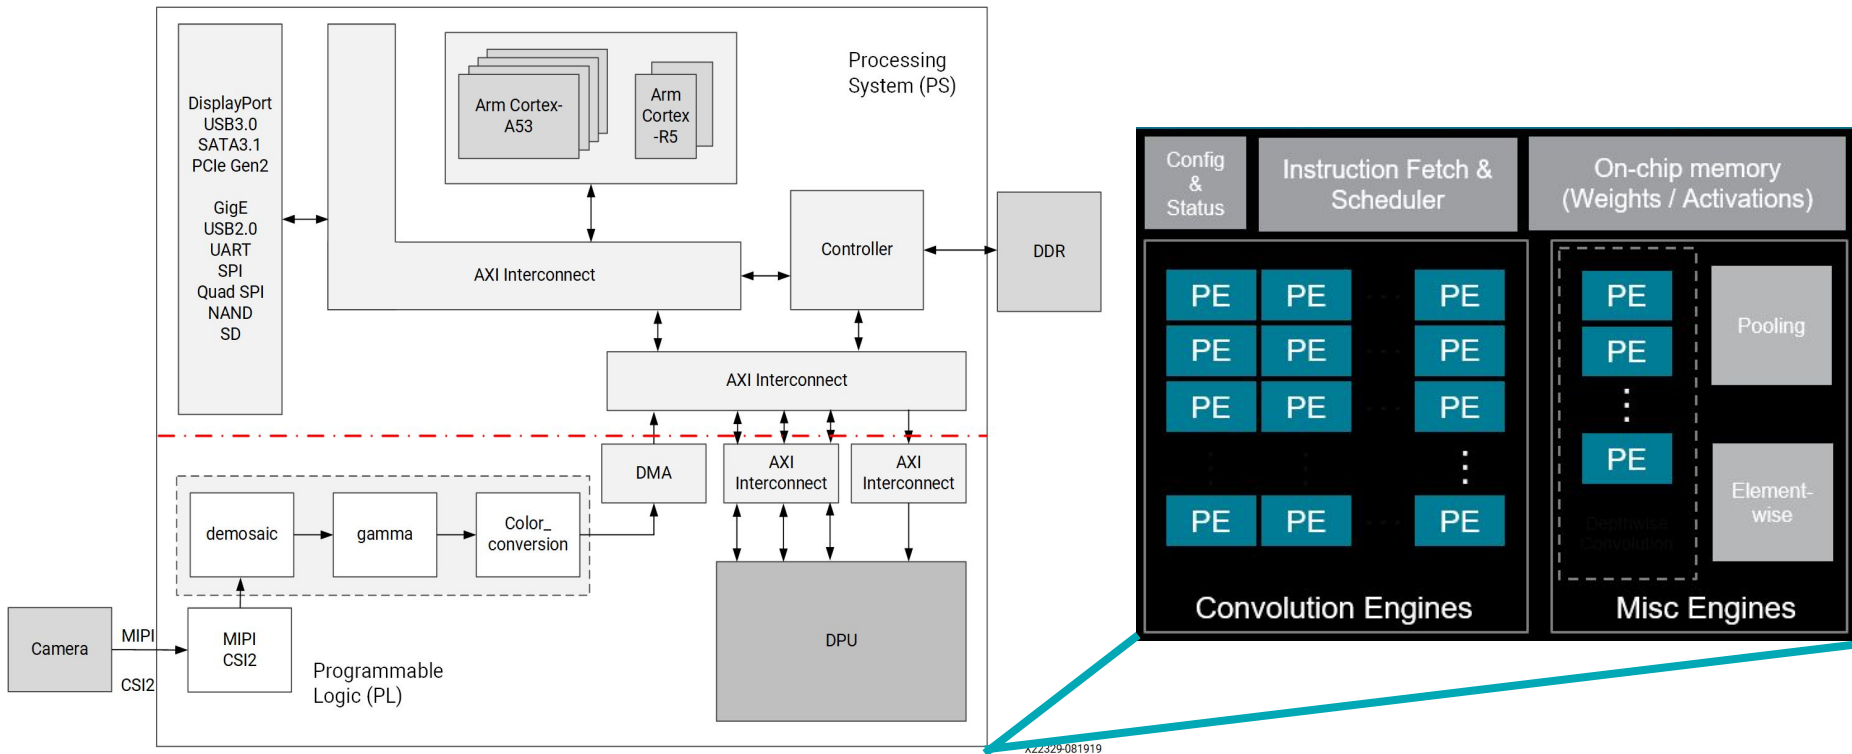 Processing
System (PS)
DisplayPort
USB3.0
SATA3.1
PCIe Gen2
GigE
USB2.0
UART
SPI
Quad SPI
NAND
SD
Arm Cortex-
A53
Arm
Cortex
-R5
AXI Interconnect
Controller
DDR
AXI Interconnect
DMA
AXI
Interconnect
AXI
Interconnect
demosaic
gamma
Color_
conversion
Camera
MIPI
CSI2
MIPI
CSI2
Programmable
Logic (PL)
DPU
X22329-081919
Config
&
Status
Instruction Fetch &
Scheduler
On-chip memory
(Weights / Activations)
PE PE ... PE
PE PE ... PE
PE PE ... PE
PE PE ... PE
Convolution Engines
PE
PE
PE
Depthwise
Convolution
Pooling
Element-
wise
Misc Engines